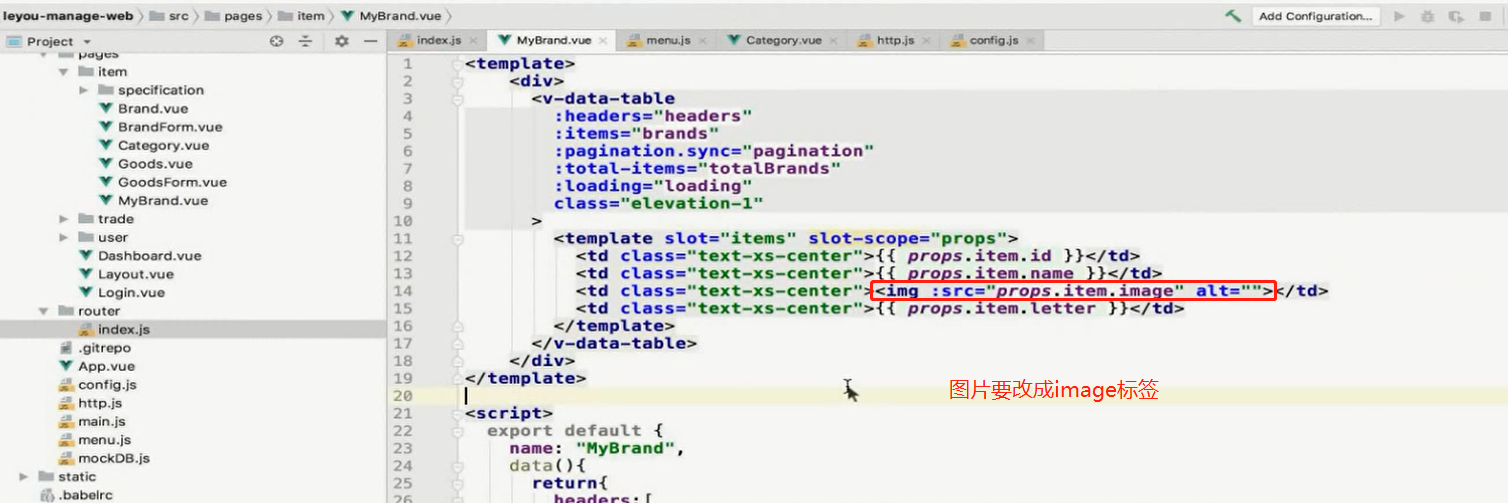 leyou-manage-web src pages item MyBrand.vue Add Configuration...
Project index.js MyBrand.vue menu.js Category.vue http.js config.js
pages
item
specification
Brand.vue
BrandForm.vue
Category.vue
Goods.vue
GoodsForm.vue
MyBrand.vue
trade
user
Dashboard.vue
Layout.vue
Login.vue
router
index.js
.gitrepo
App.vue
config.js
http.js
main.js
menu.js
mockDB.js
static
.babelrc
1 <template>
2 <div>
3 <v-data-table
4 :headers="headers"
5 :items="brands"
6 :pagination.sync="pagination"
7 :total-items="totalBrands"
8 :loading="loading"
9 class="elevation-1"
10 >
11 <template slot="items" slot-scope="props">
12 <td class="text-xs-center">{{ props.item.id }}</td>
13 <td class="text-xs-center">{{ props.item.name }}</td>
14 <td class="text-xs-center"><img :src="props.item.image" alt=""></td>
15 <td class="text-xs-center">{{ props.item.letter }}</td>
16 </template>
17 </v-data-table>
18 </div>
19 </template>
20
图片要改成image标签
21 <script>
22 export default {
23 name: "MyBrand",
24 data(){
25 return{
26 headers:[